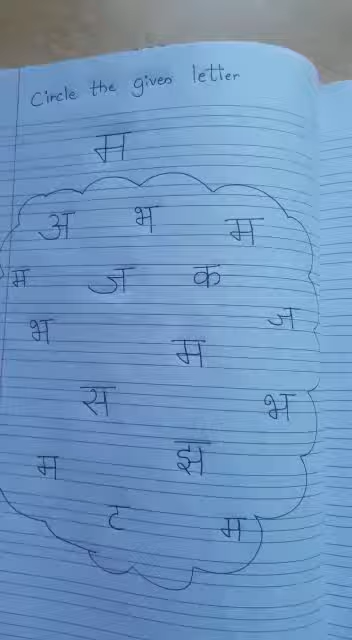 Circle the given letter
म
अ भ म
म ज क
भ ज
म
स भ
म झ
ट म